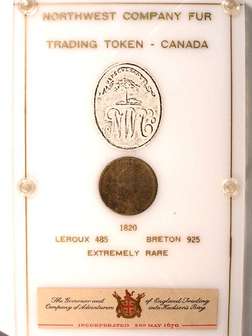 NORTHWEST COMPANY FUR
TRADING TOKEN - CANADA
1820
LEROUX 485 BRETON 925
EXTREMELY RARE
The Governor and of England Trading
Company of Adventurers into Hudson's Bay
INCORPORATED 2ND MAY 1670